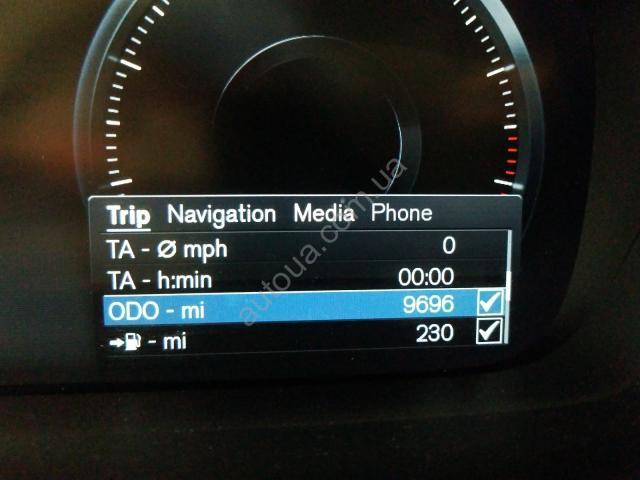 Trip Navigation Media Phone
TA - Ø mph 0
TA - h:min 00:00
ODO - mi 9696
- mi 230
autoua.com.ua